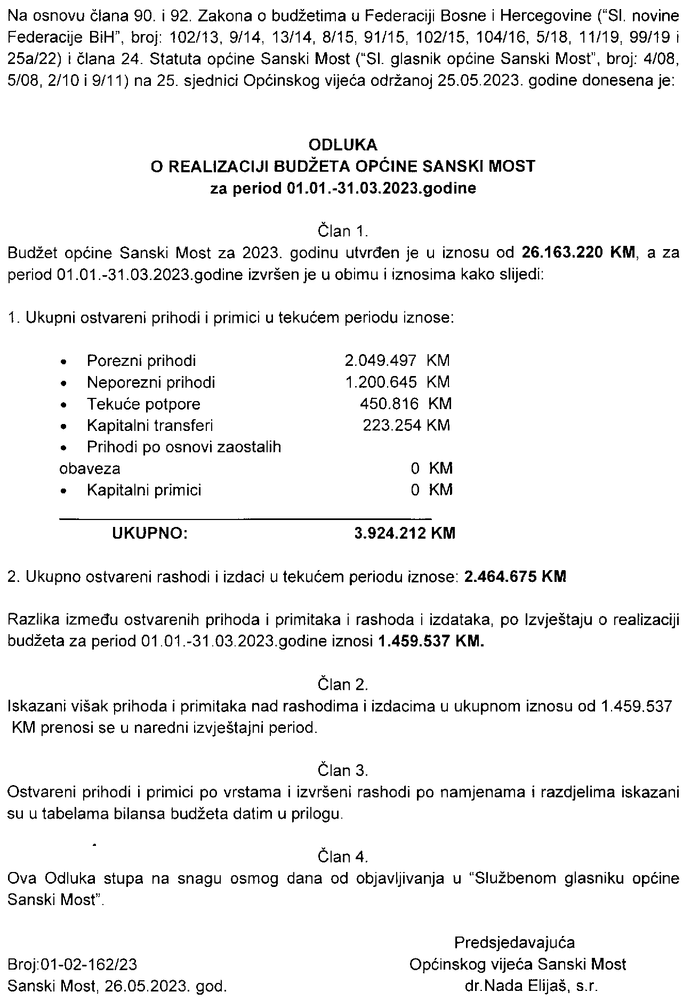 Na osnovu člana 90. i 92. Zakona o budžetima u Federaciji Bosne i Hercegovine (“Sl. novine
Federacije BiH”, broj: 102/13, 9/14, 13/14, 8/15, 91/15, 102/15, 104/16, 5/18, 11/19, 99/19 i
25a/22) i člana 24. Statuta općine Sanski Most (“Sl. glasnik općine Sanski Most”, broj: 4/08,
5/08, 2/10 i 9/11) na 25. sjednici Općinskog vijeća održanoj 25.05.2023. godine donesena je:
ODLUKA
O REALIZACIJI BUDŽETA OPĆINE SANSKI MOST
za period 01.01.-31.03.2023.godine
Član 1.
Budžet općine Sanski Most za 2023. godinu utvrđen je u iznosu od 26.163.220 KM, a za
period 01.01.-31.03.2023.godine izvršen je u obimu i iznosima kako slijedi:
1. Ukupni ostvareni prihodi i primici u tekućem periodu iznose:
• Porezni prihodi 2.049.497 KM
• Neporezni prihodi 1.200.645 KM
• Tekuće potpore 450.816 KM
• Kapitalni transferi 223.254 KM
• Prihodi po osnovi zaostalih
obaveza 0 KM
• Kapitalni primici 0 KM
UKUPNO: 3.924.212 KM
2. Ukupno ostvareni rashodi i izdaci u tekućem periodu iznose: 2.464.675 KM
Razlika između ostvarenih prihoda i primitaka i rashoda i izdataka, po Izvještaju o realizaciji
budžeta za period 01.01.-31.03.2023.godine iznosi 1.459.537 KM.
Član 2.
Iskazani višak prihoda i primitaka nad rashodima i izdacima u ukupnom iznosu od 1.459.537
KM prenosi se u naredni izvještajni period.
Član 3.
Ostvareni prihodi i primici po vrstama i izvršeni rashodi po namjenama i razdjelima iskazani
su u tabelama bilansa budžeta datim u prilogu.
Član 4.
Ova Odluka stupa na snagu osmog dana od objavljivanja u “Službenom glasniku općine
Sanski Most”.
Predsjedavajuća
Broj:01-02-162/23 Općinskog vijeća Sanski Most
Sanski Most, 26.05.2023. god. dr.Nada Elijaš, s.r.